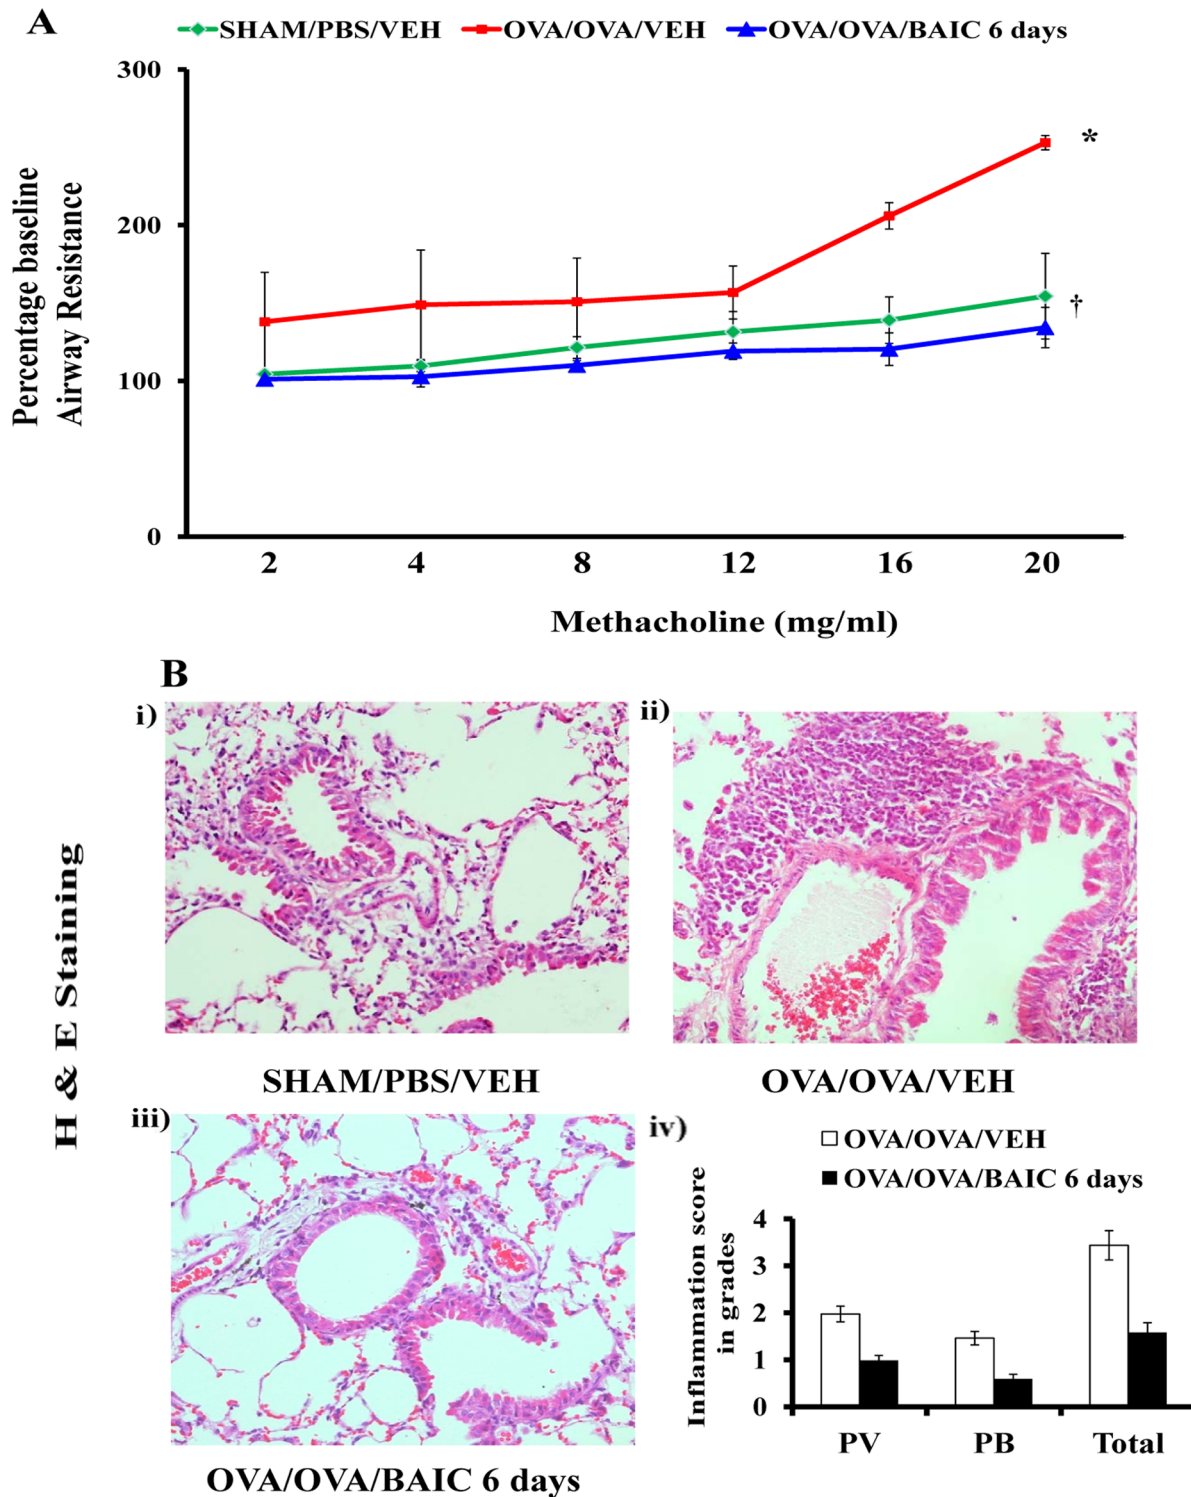 A
SHAM/PBS/VEH OVA/OVA/VEH OVA/OVA/BAIC 6 days
300
200
100
0
Percentage baseline
Airway Resistance
2 4 8 12 16 20
*
†
Methacholine (mg/ml)
B
H & E Staining
i)
ii)
SHAM/PBS/VEH
OVA/OVA/VEH
iii)
OVA/OVA/BAIC 6 days
iv)
OVA/OVA/VEH
OVA/OVA/BAIC 6 days
Inflammation score
in grades
4
3
2
1
0
PV PB Total